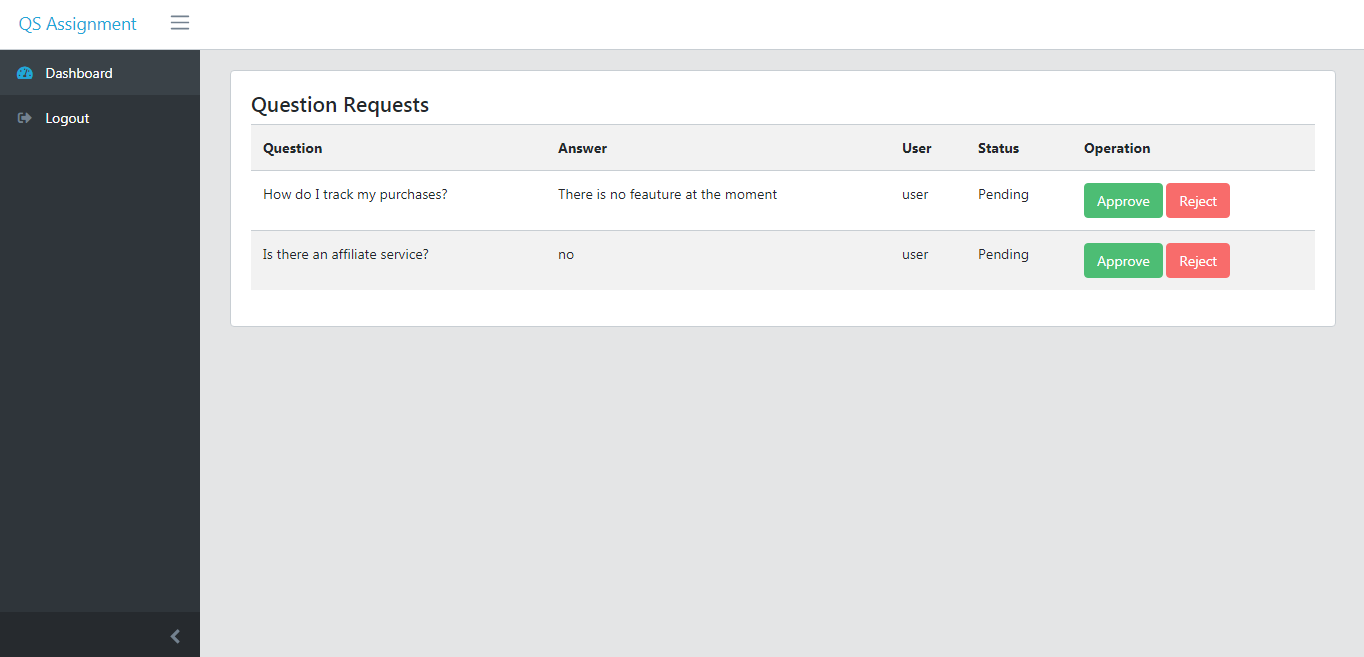 QS Assignment
Dashboard
Logout
Question Requests
Question Answer User Status Operation
How do I track my purchases? There is no feauture at the moment user Pending Approve Reject
Is there an affiliate service? no user Pending Approve Reject